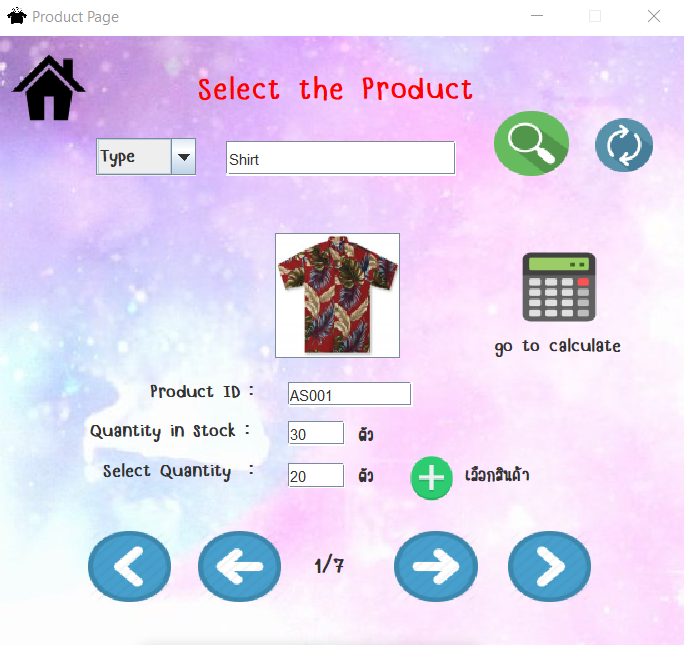 Product Page
Select the Product
Type
Shirt
go to calculate
Product ID :
AS001
Quantity in Stock :
30 ตัว
Select Quantity :
20 ตัว
เลือกสินค้า
1/7